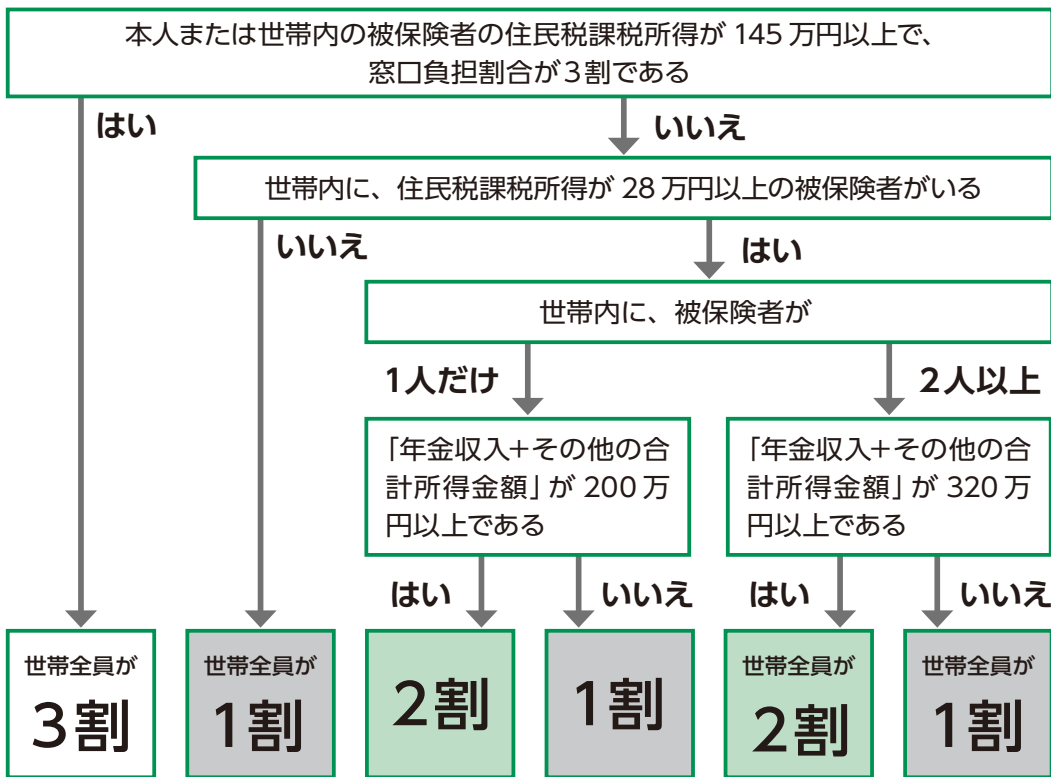 本人または世帯内の被保険者の住民税課税所得が 145 万円以上で、
窓口負担割合が3割である
はい
いいえ
世帯内に、住民税課税所得が 28 万円以上の被保険者がいる
いいえ
はい
世帯内に、被保険者が
1人だけ
2人以上
「年金収入+その他の合
計所得金額」が 200 万
円以上である
「年金収入+その他の合
計所得金額」が 320 万
円以上である
はい
いいえ
はい
いいえ
世帯全員が
3割
世帯全員が
1割
2割
1割
世帯全員が
2割
世帯全員が
1割